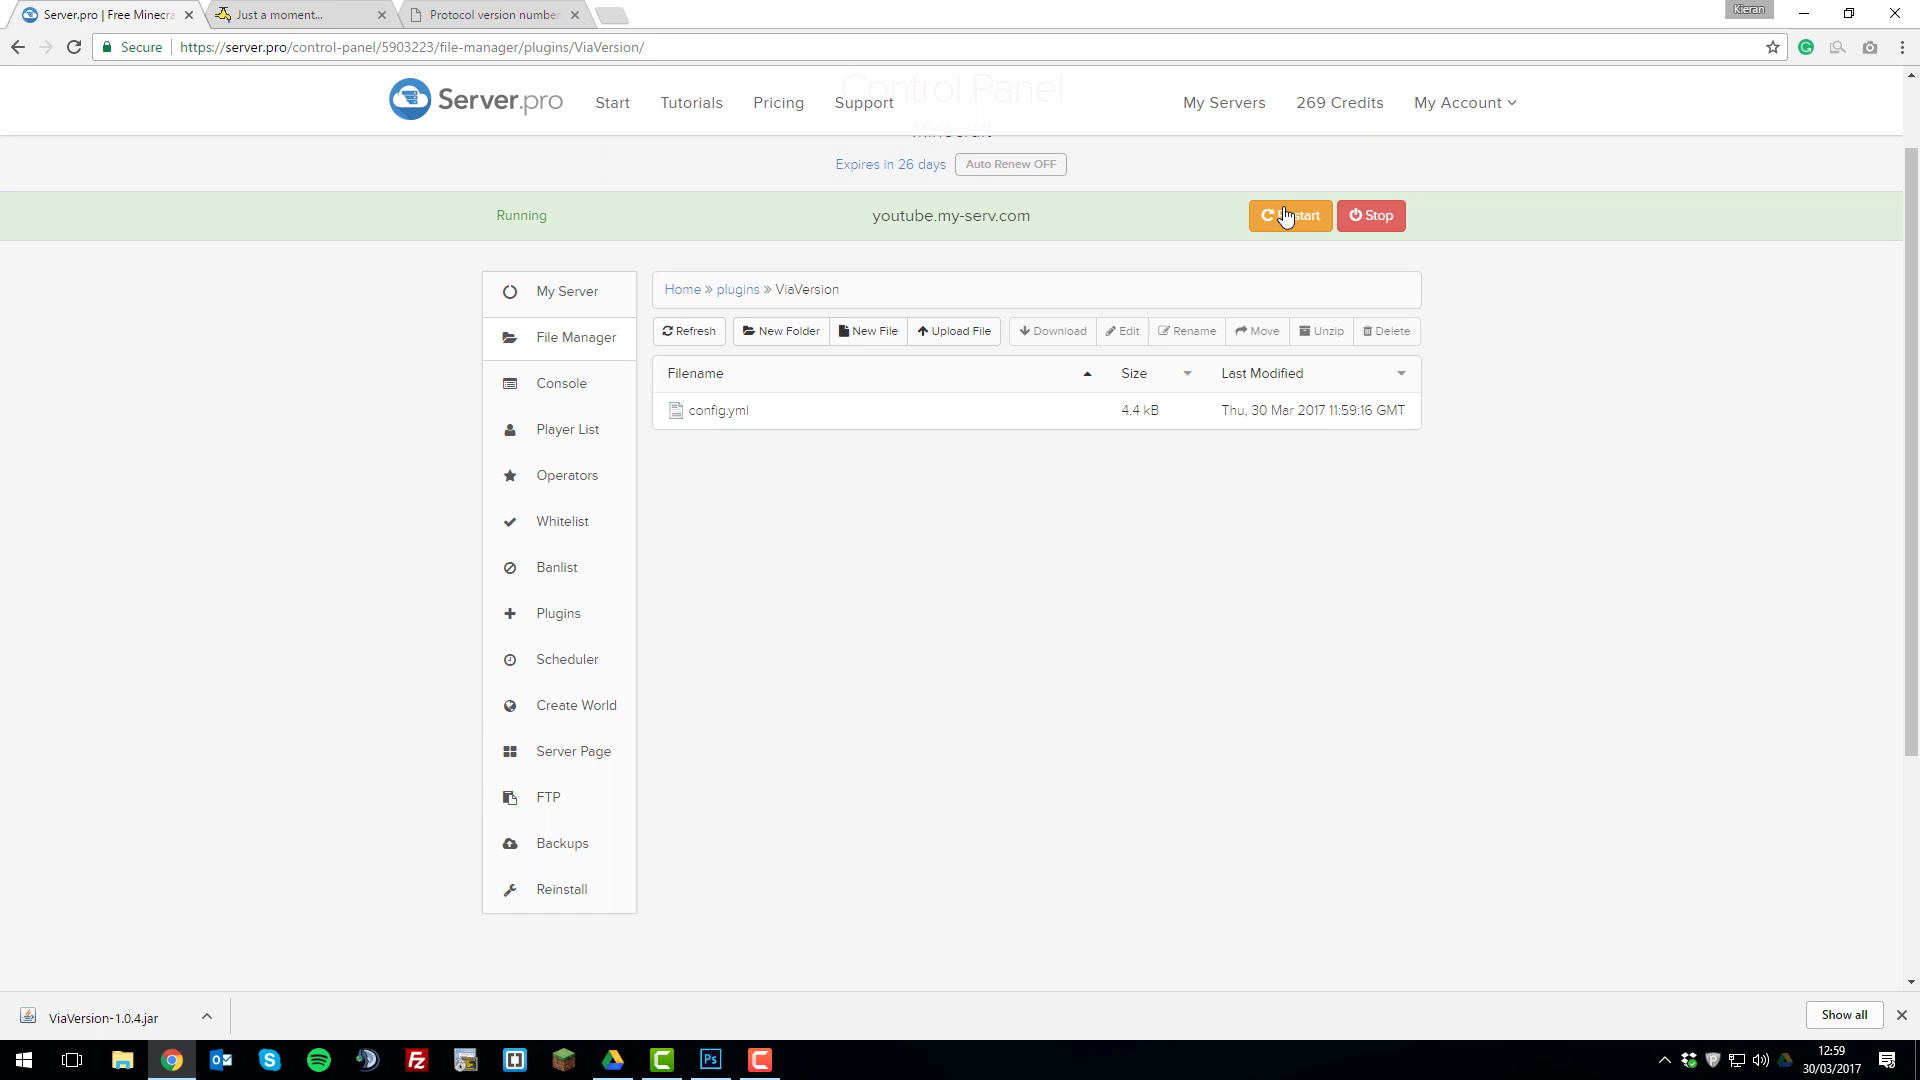 Server.pro | Free Minecra
Just a moment...
Protocol version number
Kieran
Secure https://server.pro/control-panel/5903223/file-manager/plugins/ViaVersion/
Control Panel
Server.pro Start Tutorials Pricing Support My Servers 269 Credits My Account
Minecraft
Expires in 26 days Auto Renew OFF
Running youtube.my-serv.com Restart Stop
My Server
File Manager
Console
Player List
Operators
Whitelist
Banlist
Plugins
Scheduler
Create World
Server Page
FTP
Backups
Reinstall
Home » plugins » ViaVersion
Refresh New Folder New File Upload File Download Edit Rename Move Unzip Delete
Filename Size Last Modified
config.yml 4.4 kB Thu, 30 Mar 2017 11:59:16 GMT
ViaVersion-1.0.4.jar Show all
12:59
30/03/2017